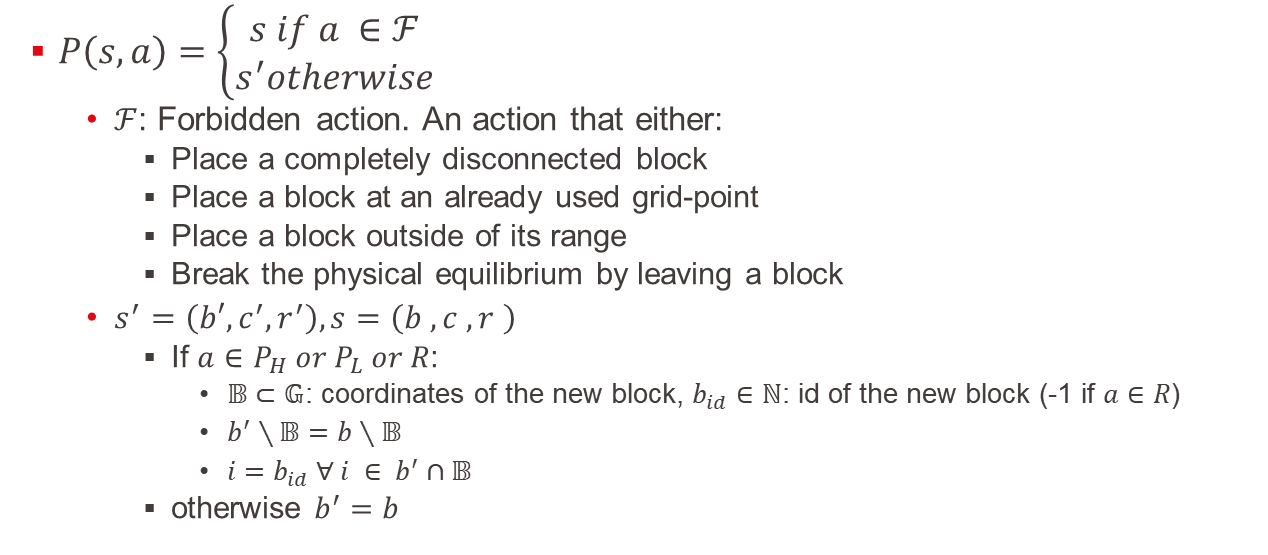 ▪ P(s, a) = { s if a ∈ ℱ
s′ otherwise
• ℱ: Forbidden action. An action that either:
▪ Place a completely disconnected block
▪ Place a block at an already used grid-point
▪ Place a block outside of its range
▪ Break the physical equilibrium by leaving a block
• s′ = (b′, c′, r′), s = (b , c , r )
▪ If a ∈ P_H or P_L or R:
• 𝔹 ⊂ 𝔾: coordinates of the new block, b_id ∈ ℕ: id of the new block (-1 if a ∈ R)
• b′ ∖ 𝔹 = b ∖ 𝔹
• i = b_id ∀ i ∈ b′ ∩ 𝔹
▪ otherwise b′ = b